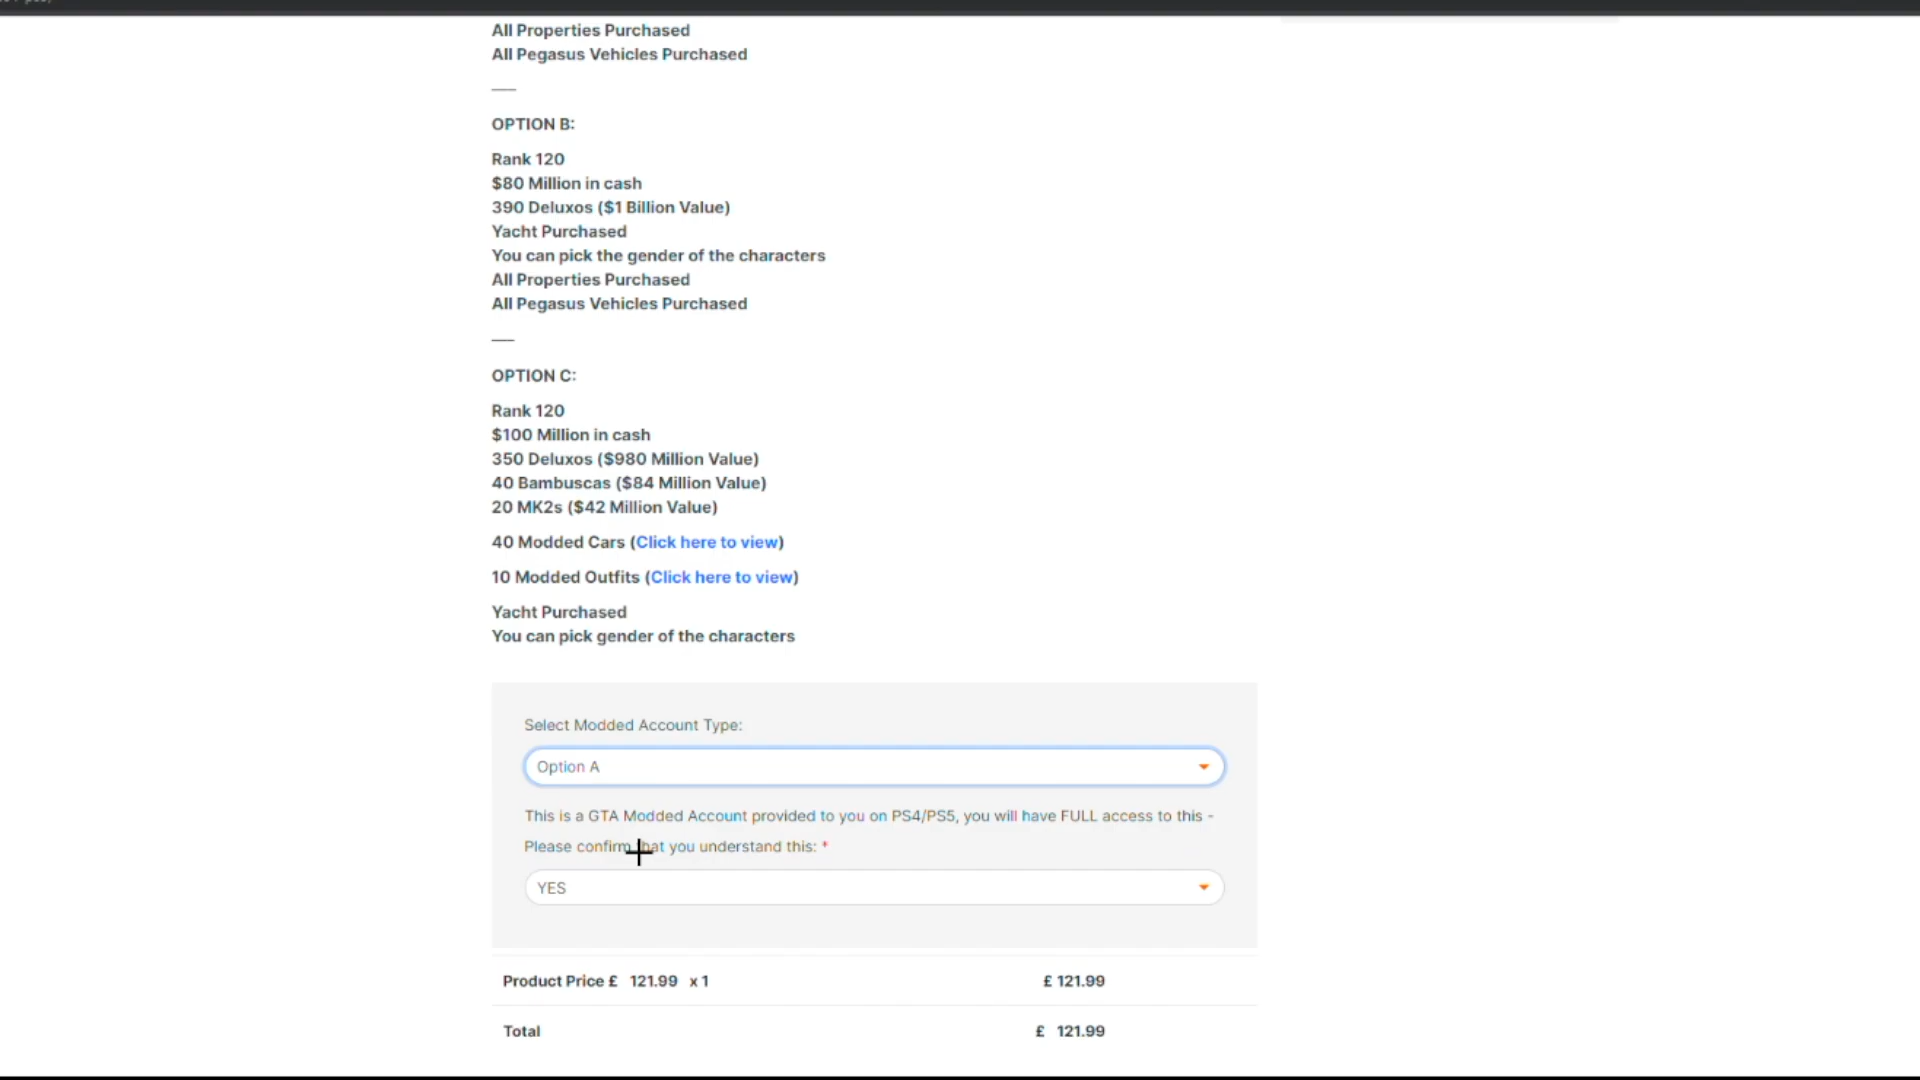 All Properties Purchased
All Pegasus Vehicles Purchased
OPTION B:
Rank 120
$80 Million in cash
390 Deluxos ($1 Billion Value)
Yacht Purchased
You can pick the gender of the characters
All Properties Purchased
All Pegasus Vehicles Purchased
OPTION C:
Rank 120
$100 Million in cash
350 Deluxos ($980 Million Value)
40 Bambuscas ($84 Million Value)
20 MK2s ($42 Million Value)
40 Modded Cars (Click here to view)
10 Modded Outfits (Click here to view)
Yacht Purchased
You can pick gender of the characters
Select Modded Account Type:
Option A
This is a GTA Modded Account provided to you on PS4/PS5, you will have FULL access to this -
Please confirm that you understand this: *
YES
Product Price £ 121.99 x 1 £ 121.99
Total £ 121.99